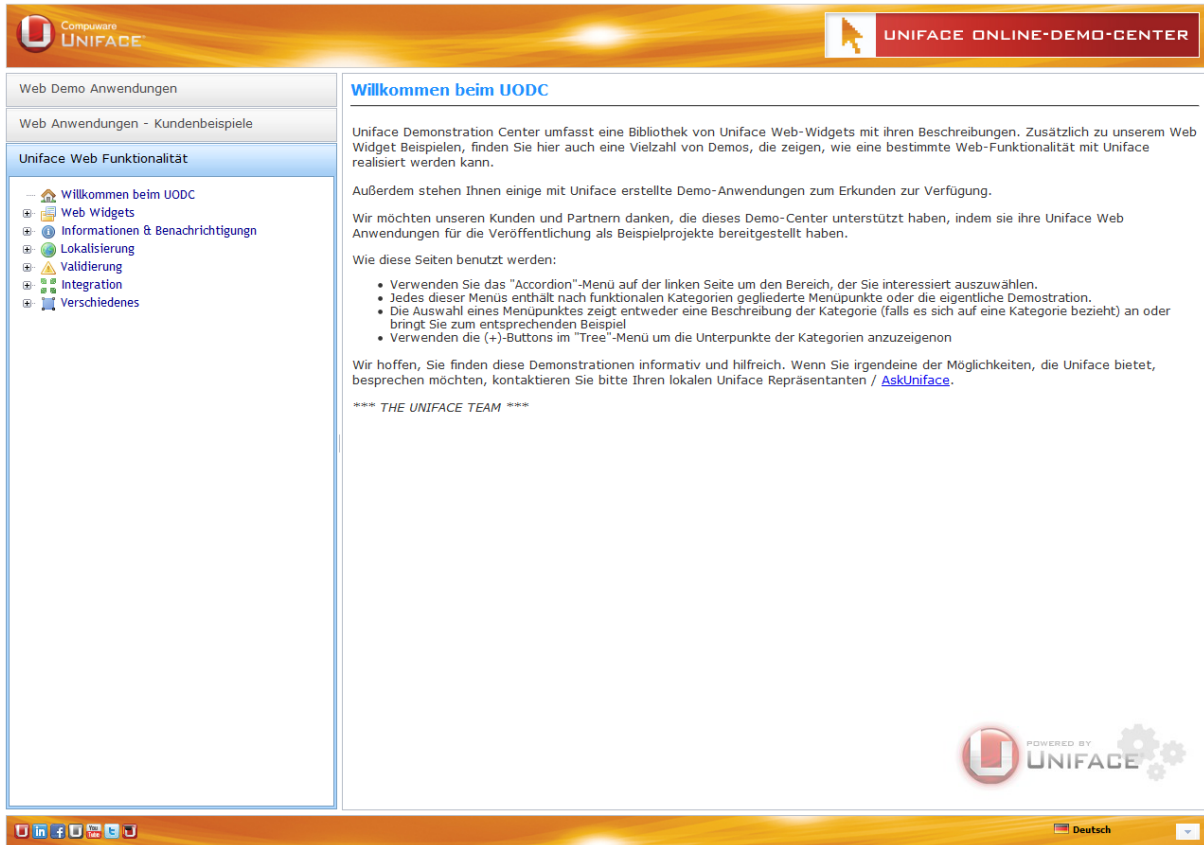 Compuware
UNIFACE
UNIFACE ONLINE-DEMO-CENTER
Web Demo Anwendungen
Web Anwendungen - Kundenbeispiele
Uniface Web Funktionalität
Willkommen beim UODC
Web Widgets
Informationen & Benachrichtigungn
Lokalisierung
Validierung
Integration
Verschiedenes
Willkommen beim UODC
Uniface Demonstration Center umfasst eine Bibliothek von Uniface Web-Widgets mit ihren Beschreibungen. Zusätzlich zu unserem Web
Widget Beispielen, finden Sie hier auch eine Vielzahl von Demos, die zeigen, wie eine bestimmte Web-Funktionalität mit Uniface
realisiert werden kann.
Außerdem stehen Ihnen einige mit Uniface erstellte Demo-Anwendungen zum Erkunden zur Verfügung.
Wir möchten unseren Kunden und Partnern danken, die dieses Demo-Center unterstützt haben, indem sie ihre Uniface Web
Anwendungen für die Veröffentlichung als Beispielprojekte bereitgestellt haben.
Wie diese Seiten benutzt werden:
• Verwenden Sie das "Accordion"-Menü auf der linken Seite um den Bereich, der Sie interessiert auszuwählen.
• Jedes dieser Menüs enthält nach funktionalen Kategorien gegliederte Menüpunkte oder die eigentliche Demostration.
• Die Auswahl eines Menüpunktes zeigt entweder eine Beschreibung der Kategorie (falls es sich auf eine Kategorie bezieht) an oder
bringt Sie zum entsprechenden Beispiel
• Verwenden die (+)-Buttons im "Tree"-Menü um die Unterpunkte der Kategorien anzuzeigenon
Wir hoffen, Sie finden diese Demonstrationen informativ und hilfreich. Wenn Sie irgendeine der Möglichkeiten, die Uniface bietet,
besprechen möchten, kontaktieren Sie bitte Ihren lokalen Uniface Repräsentanten / AskUniface.
*** THE UNIFACE TEAM ***
POWERED BY
UNIFACE
You Tube
Deutsch